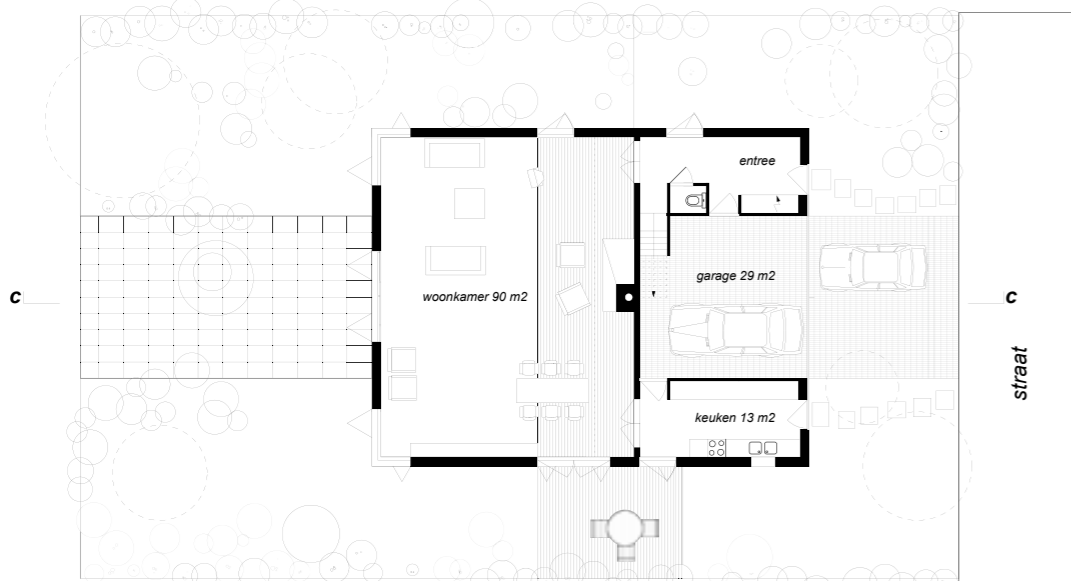 entree
garage 29 m2
c
woonkamer 90 m2
c
straat
keuken 13 m2